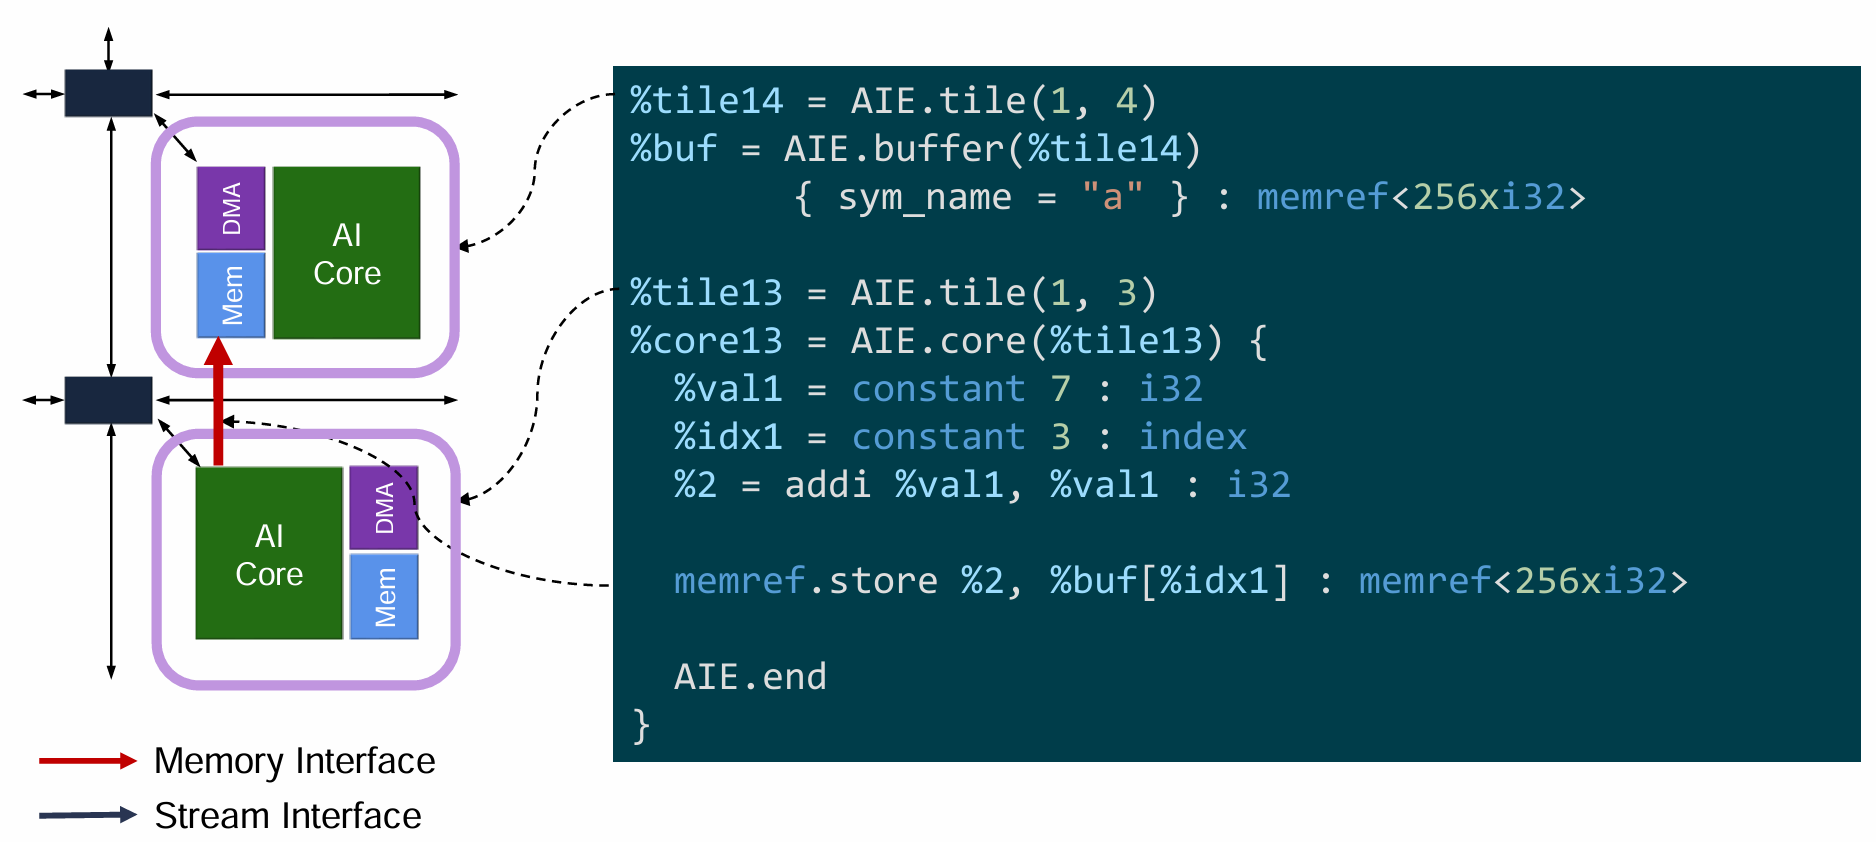 DMA
Mem
AI
Core
AI
Core
DMA
Mem
Memory Interface
Stream Interface
%tile14 = AIE.tile(1, 4)
%buf = AIE.buffer(%tile14)
{ sym_name = "a" } : memref<256xi32>
%tile13 = AIE.tile(1, 3)
%core13 = AIE.core(%tile13) {
%val1 = constant 7 : i32
%idx1 = constant 3 : index
%2 = addi %val1, %val1 : i32
memref.store %2, %buf[%idx1] : memref<256xi32>
AIE.end
}